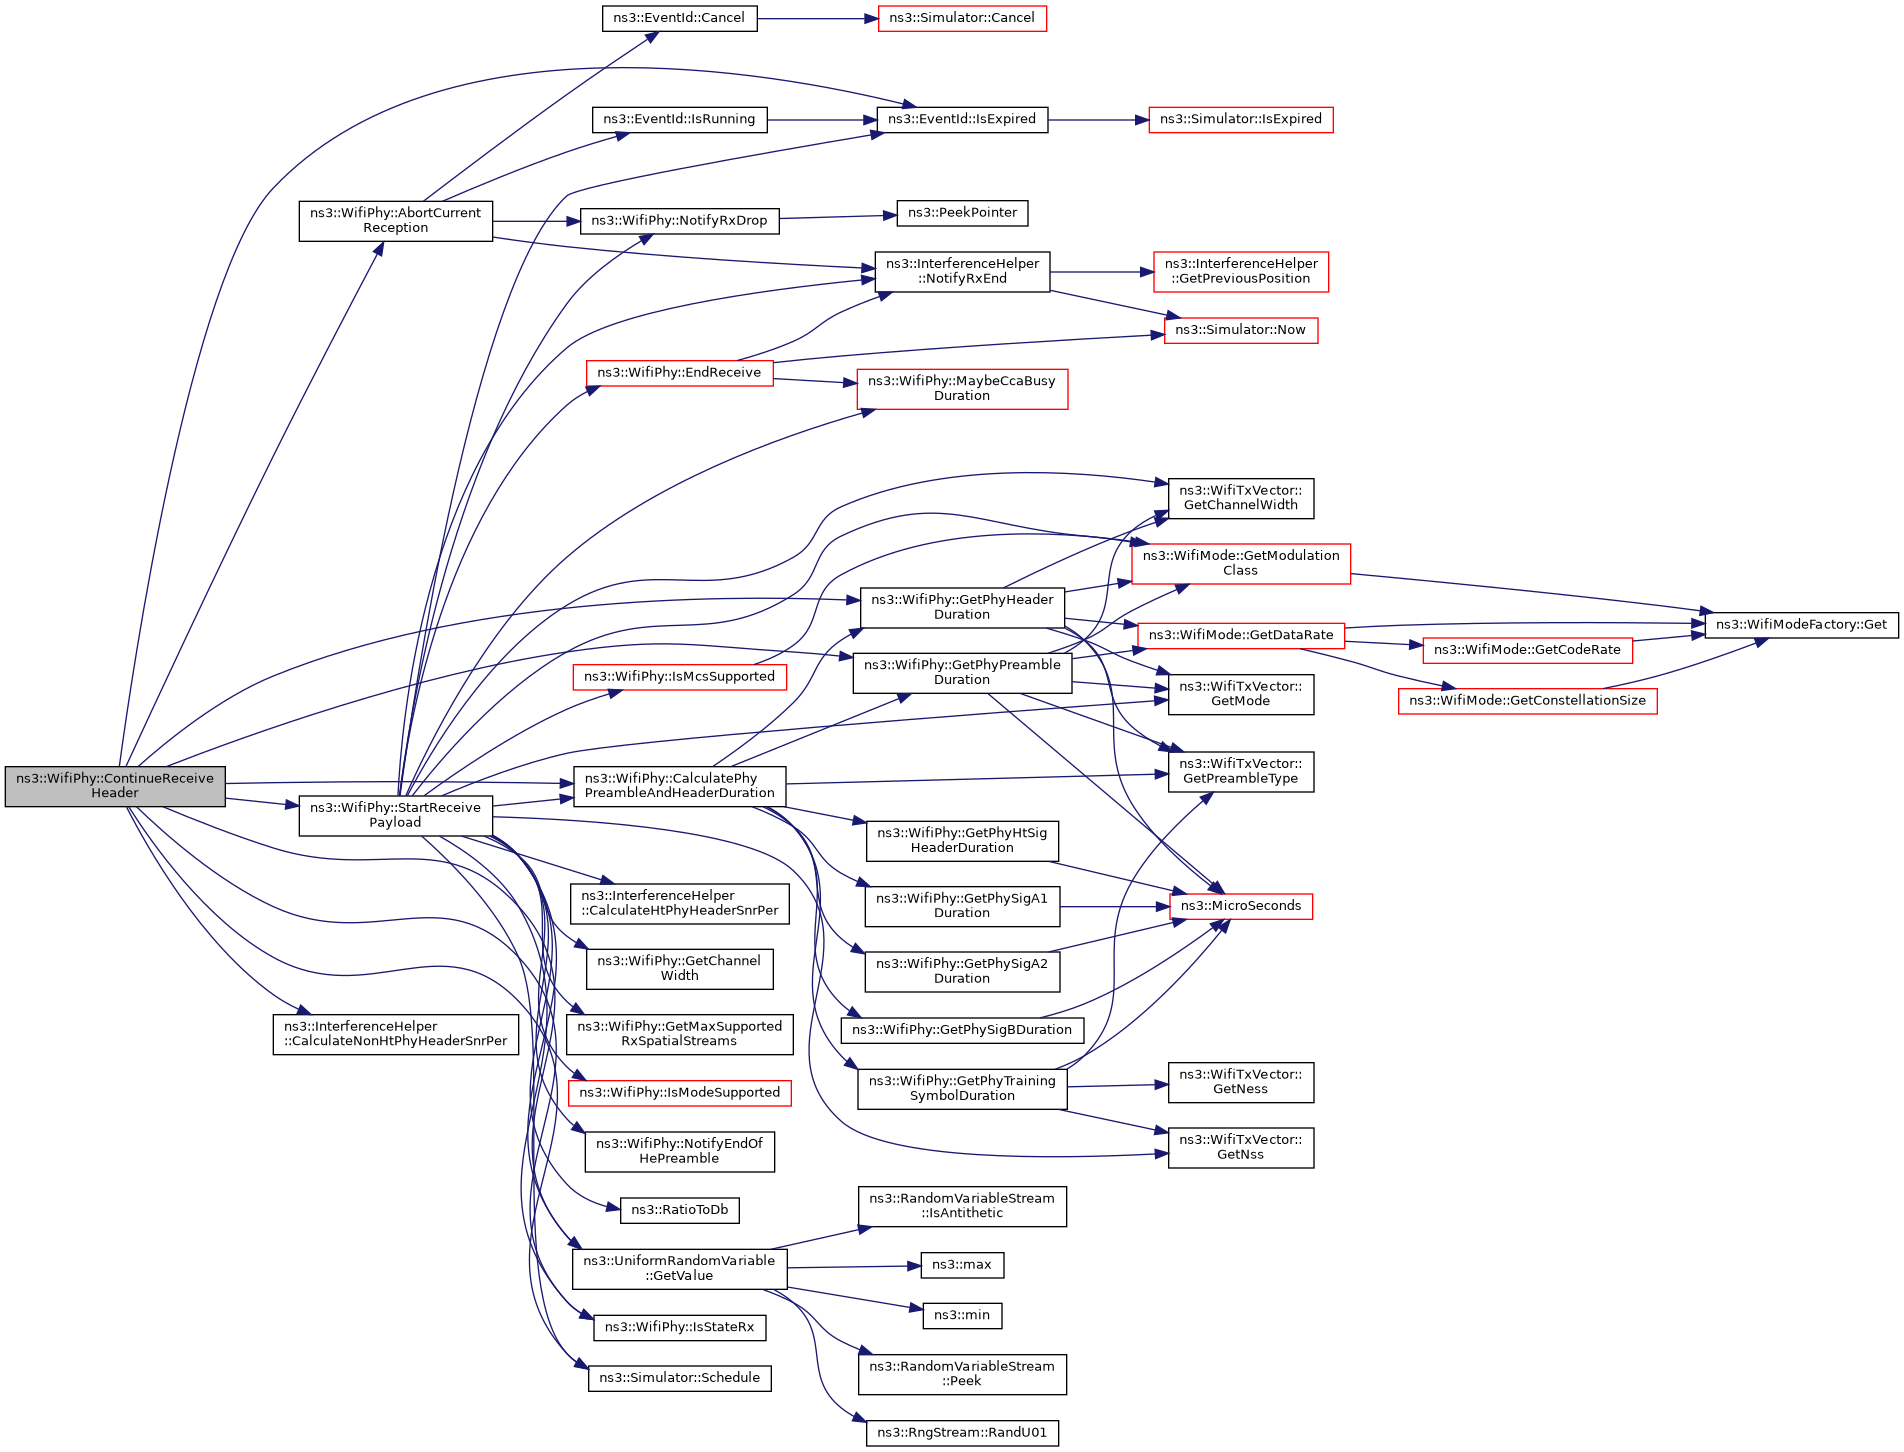 ns3::EventId::Cancel
ns3::Simulator::Cancel
ns3::EventId::IsRunning
ns3::EventId::IsExpired
ns3::Simulator::IsExpired
ns3::WifiPhy::AbortCurrent
Reception
ns3::WifiPhy::NotifyRxDrop
ns3::PeekPointer
ns3::InterferenceHelper
::NotifyRxEnd
ns3::InterferenceHelper
::GetPreviousPosition
ns3::Simulator::Now
ns3::WifiPhy::EndReceive
ns3::WifiPhy::MaybeCcaBusy
Duration
ns3::WifiTxVector::
GetChannelWidth
ns3::WifiMode::GetModulation
Class
ns3::WifiPhy::GetPhyHeader
Duration
ns3::WifiMode::GetDataRate
ns3::WifiModeFactory::Get
ns3::WifiMode::GetCodeRate
ns3::WifiPhy::GetPhyPreamble
Duration
ns3::WifiPhy::IsMcsSupported
ns3::WifiTxVector::
GetMode
ns3::WifiMode::GetConstellationSize
ns3::WifiPhy::ContinueReceive
Header
ns3::WifiPhy::CalculatePhy
PreambleAndHeaderDuration
ns3::WifiTxVector::
GetPreambleType
ns3::WifiPhy::StartReceive
Payload
ns3::WifiPhy::GetPhyHtSig
HeaderDuration
ns3::InterferenceHelper
::CalculateHtPhyHeaderSnrPer
ns3::WifiPhy::GetPhySigA1
Duration
ns3::MicroSeconds
ns3::WifiPhy::GetChannel
Width
ns3::WifiPhy::GetPhySigA2
Duration
ns3::InterferenceHelper
::CalculateNonHtPhyHeaderSnrPer
ns3::WifiPhy::GetMaxSupported
RxSpatialStreams
ns3::WifiPhy::GetPhySigBDuration
ns3::WifiPhy::IsModeSupported
ns3::WifiPhy::GetPhyTraining
SymbolDuration
ns3::WifiTxVector::
GetNess
ns3::WifiPhy::NotifyEndOf
HePreamble
ns3::WifiTxVector::
GetNss
ns3::RatioToDb
ns3::RandomVariableStream
::IsAntithetic
ns3::UniformRandomVariable
::GetValue
ns3::max
ns3::min
ns3::WifiPhy::IsStateRx
ns3::Simulator::Schedule
ns3::RandomVariableStream
::Peek
ns3::RngStream::RandU01